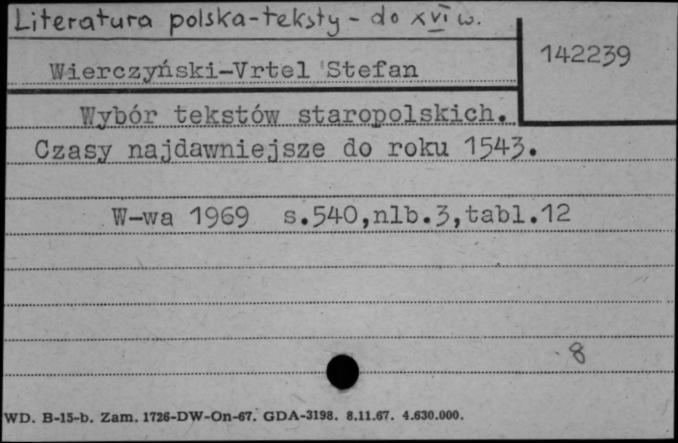 Literatura polska-teksty - do XVI w.
142239
Wierczyński-Vrtel Stefan
Wybór tekstów staropolskich.
Czasy najdawniejsze do roku 1543.
W-wa 1969 s.540,nlb.3,tabl.12
8
WD. B-15-b. Zam. 1726-DW-On-67. GDA-3198. 8.11.67. 4.630.000.